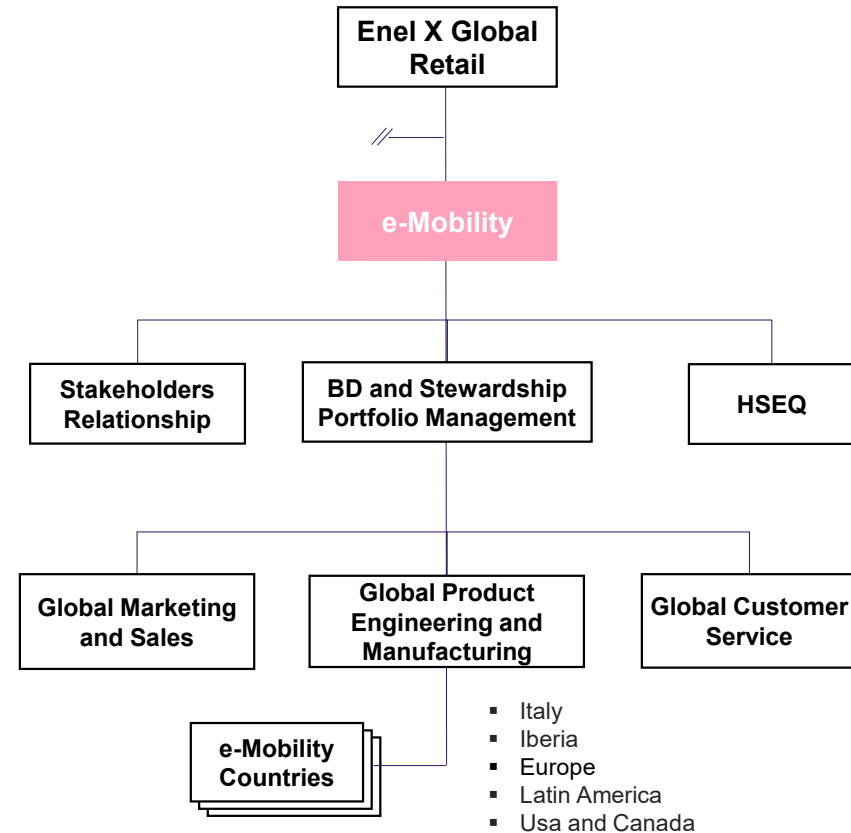 Enel X Global
Retail
e-Mobility
Stakeholders
Relationship
BD and Stewardship
Portfolio Management
HSEQ
Global Marketing
and Sales
Global Product
Engineering and
Manufacturing
Global Customer
Service
e-Mobility
Countries
▪ Italy
▪ Iberia
▪ Europe
▪ Latin America
▪ Usa and Canada